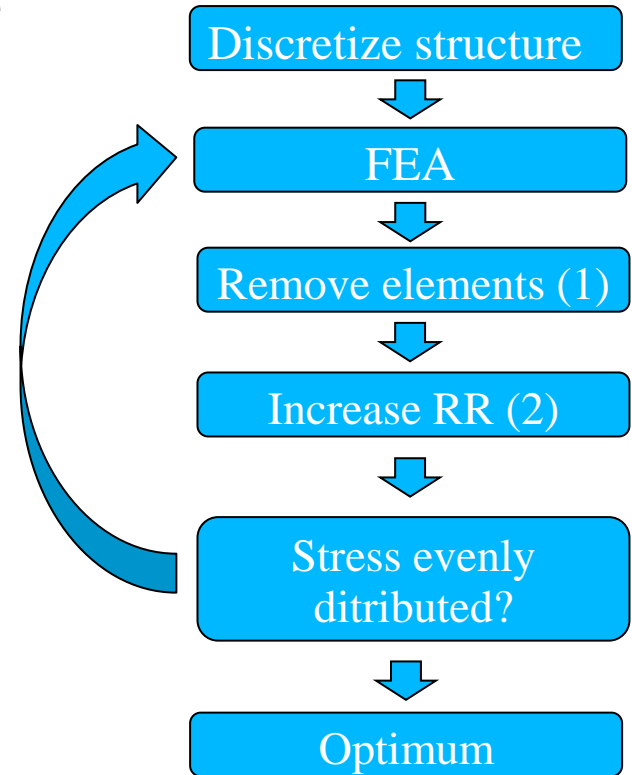 Discretize structure
FEA
Remove elements (1)
Increase RR (2)
Stress evenly
ditributed?
Optimum